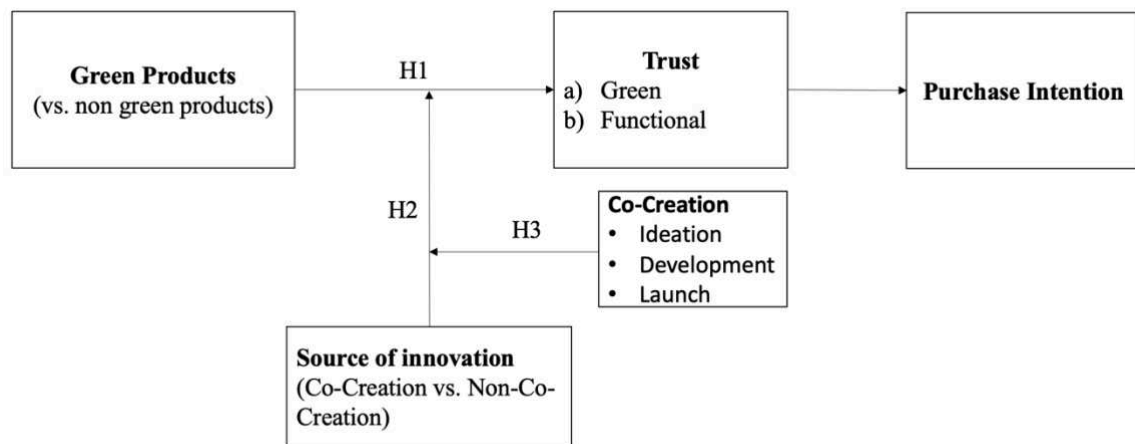 Green Products
(vs. non green products)
H1
Trust
a) Green
b) Functional
Purchase Intention
H2
H3
Co-Creation
• Ideation
• Development
• Launch
Source of innovation
(Co-Creation vs. Non-Co-
Creation)